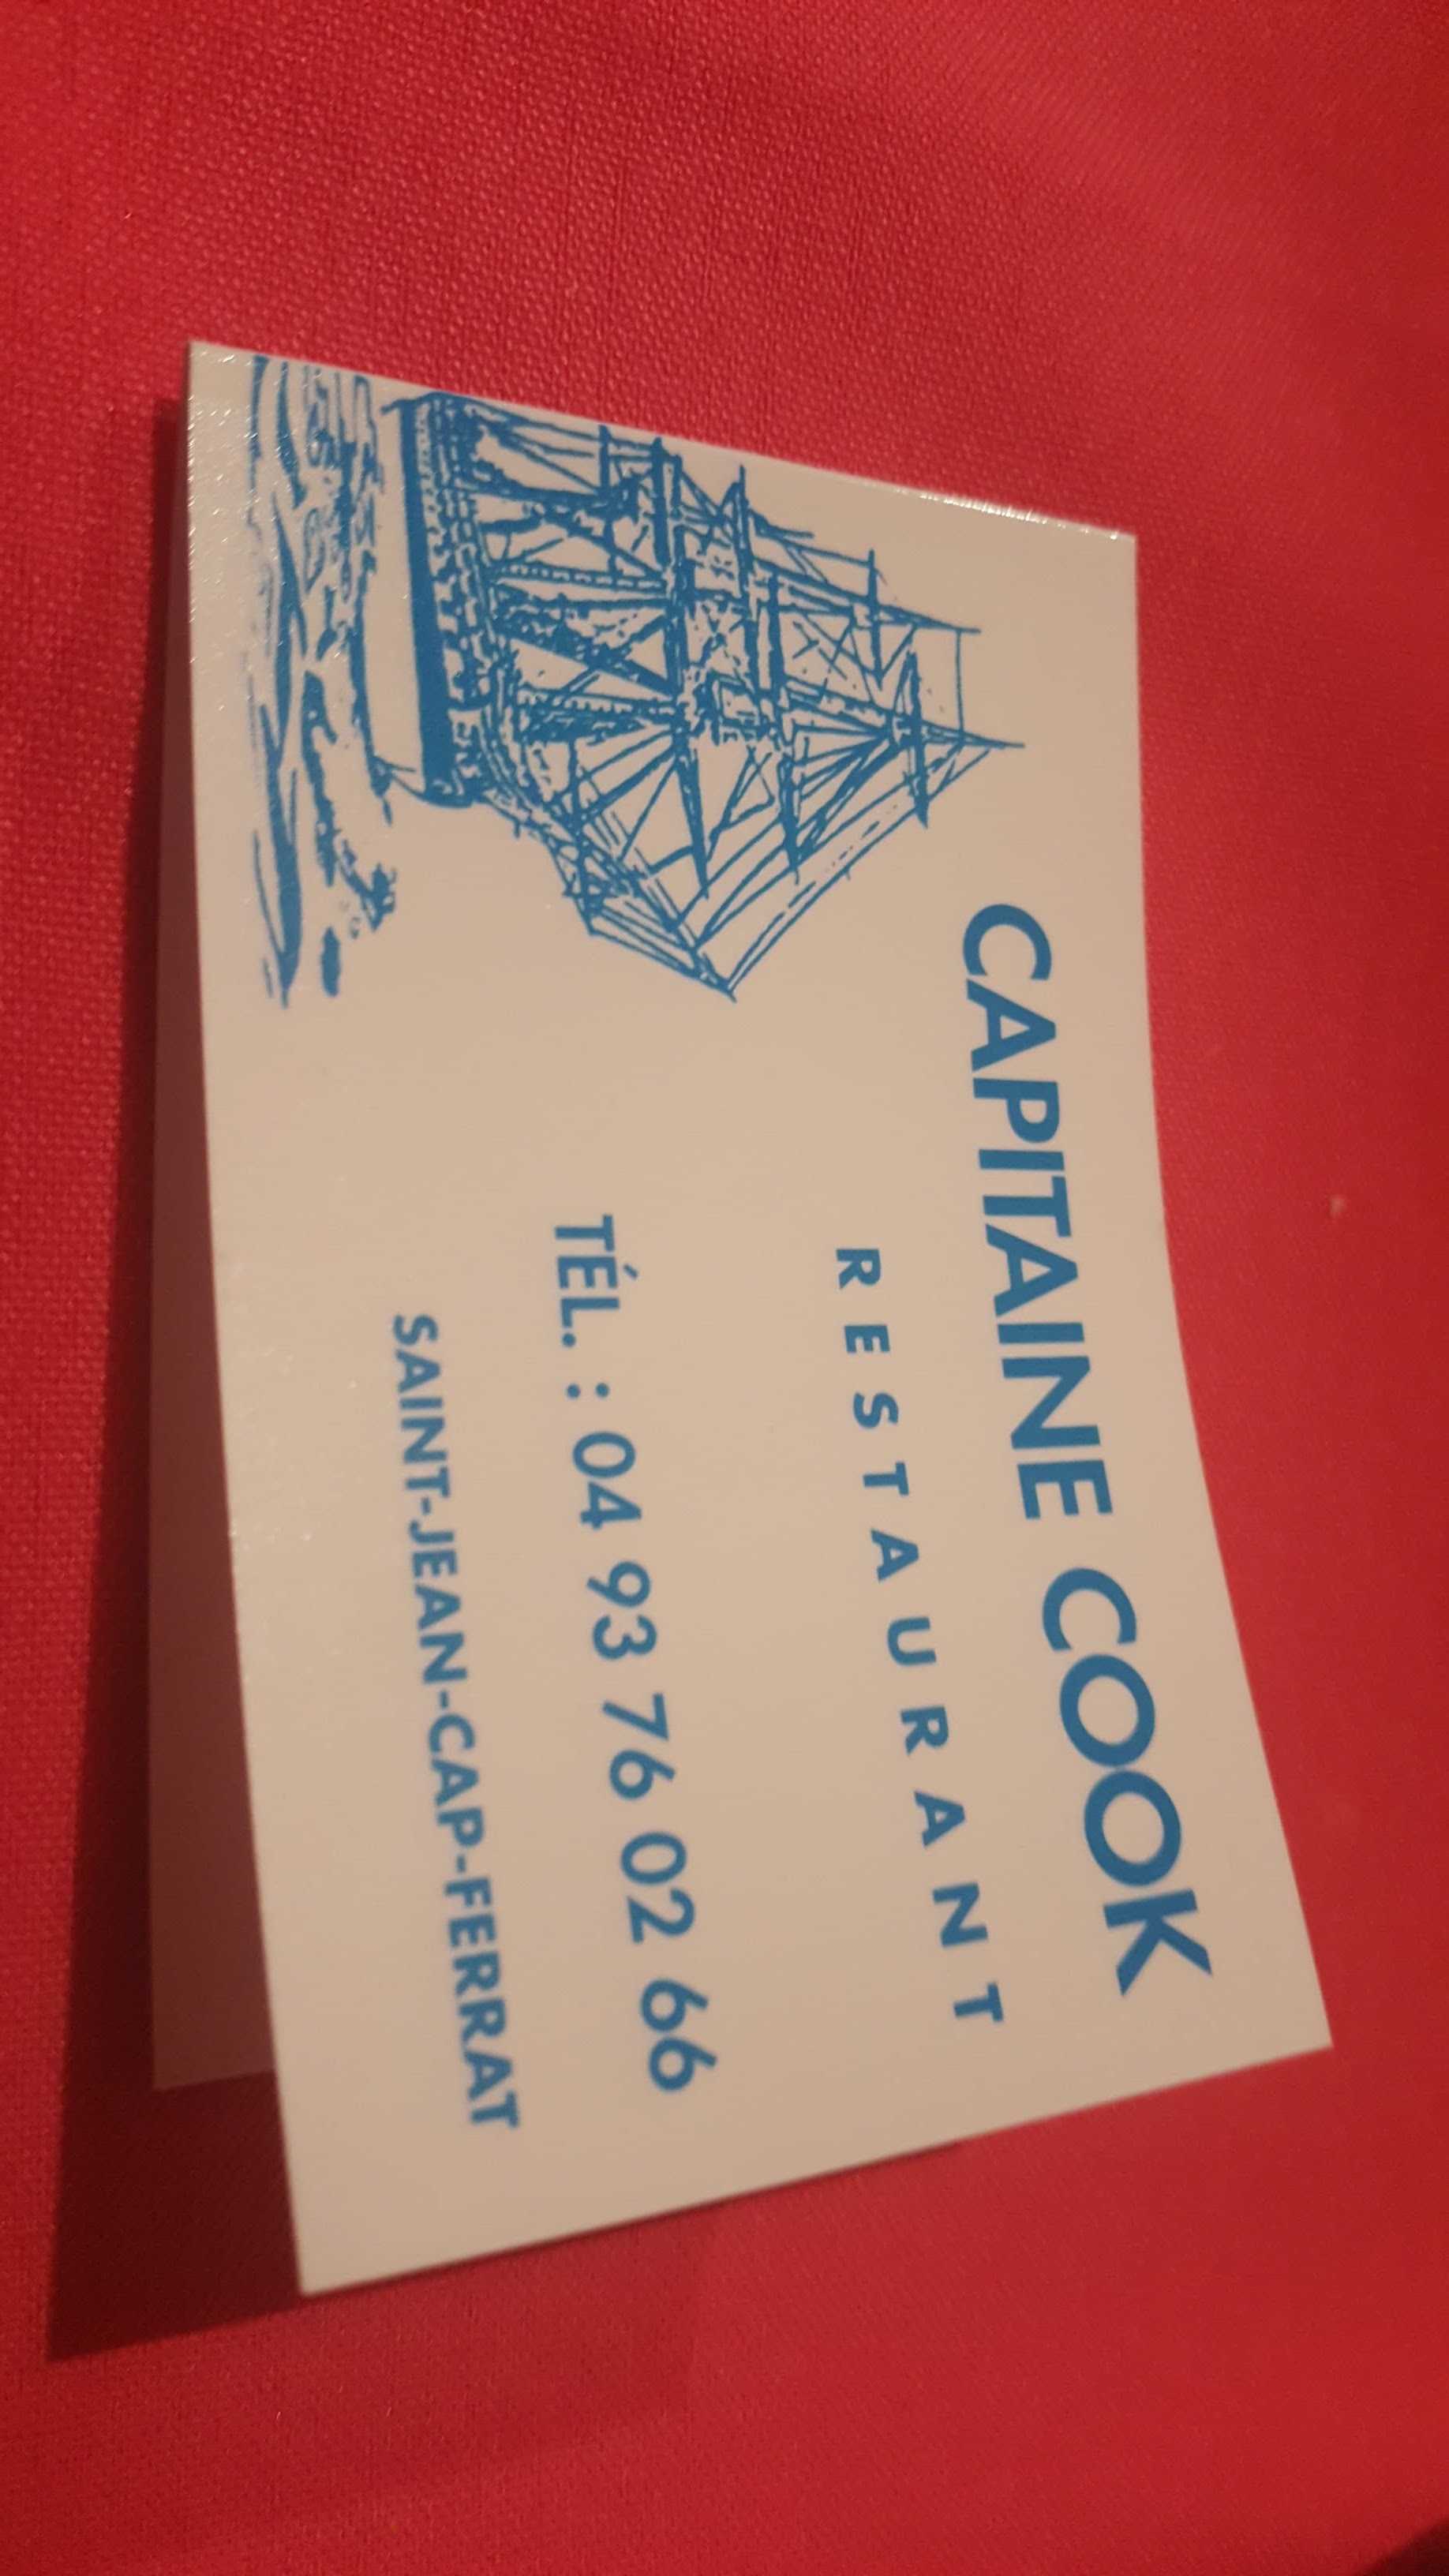 CAPITAINE COOK
RESTAURANT
TÉL. : 04 93 76 02 66
SAINT-JEAN-CAP-FERRAT